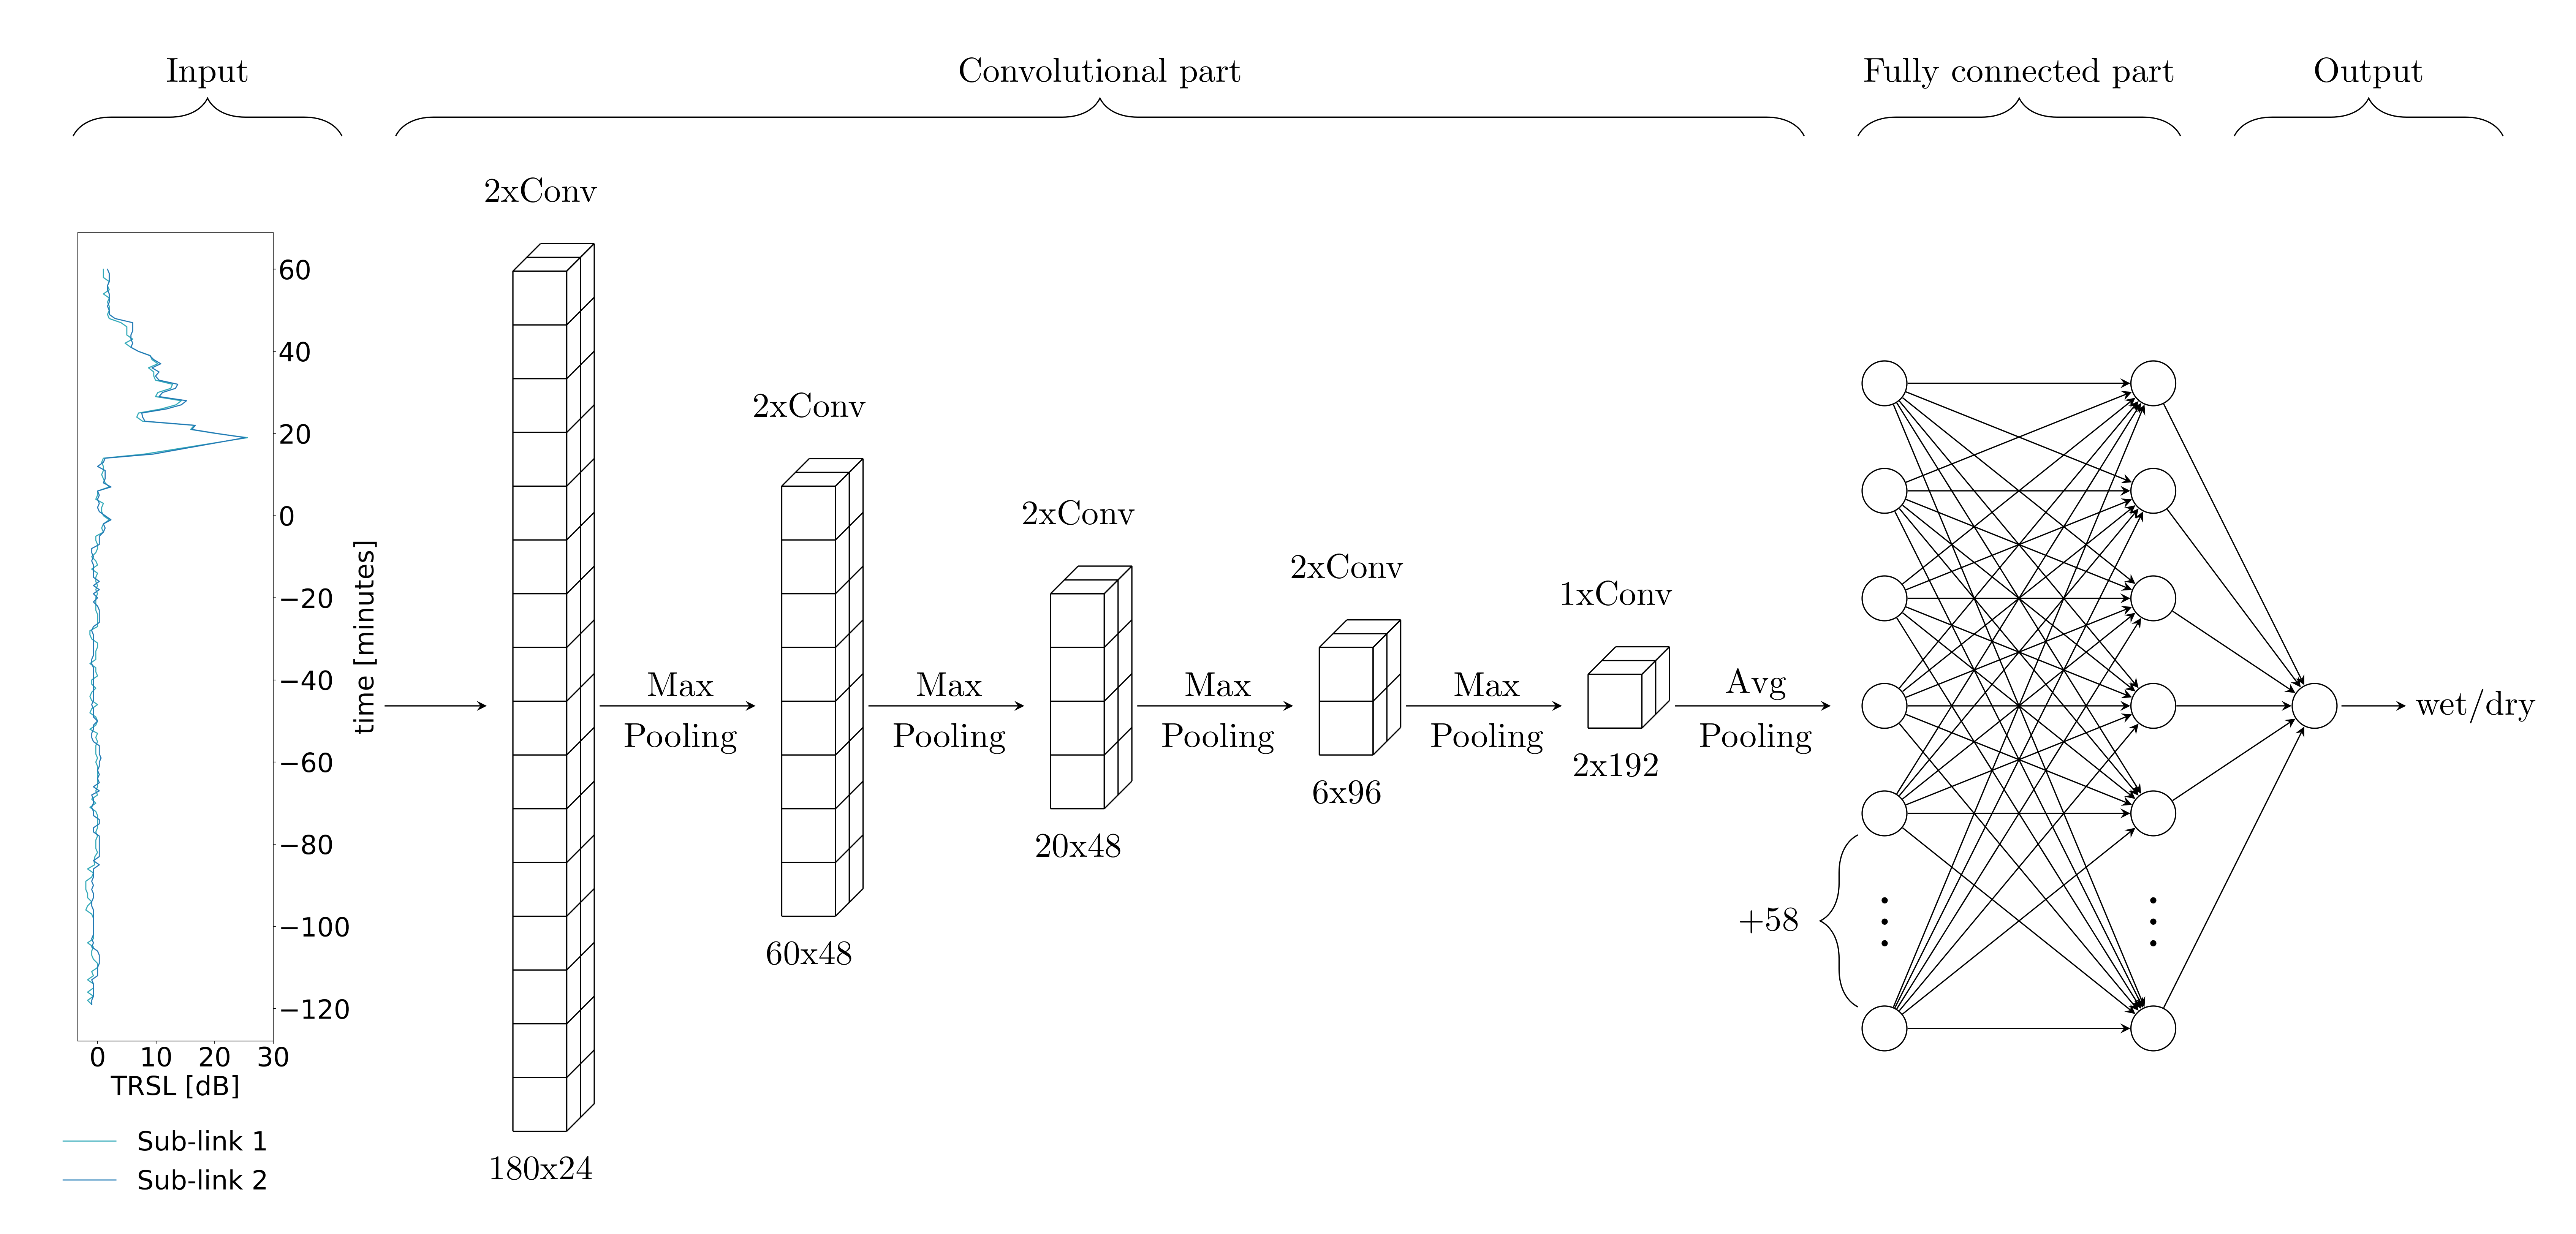 Input
Convolutional part
Fully connected part
Output
2xConv
2xConv
2xConv
2xConv
1xConv
60
40
20
0
−20
−40
−60
−80
−100
−120
time [minutes]
0 10 20 30
TRSL [dB]
Sub-link 1
Sub-link 2
Max
Pooling
Max
Pooling
Max
Pooling
Max
Pooling
Avg
Pooling
180x24
60x48
20x48
6x96
2x192
+58
wet/dry